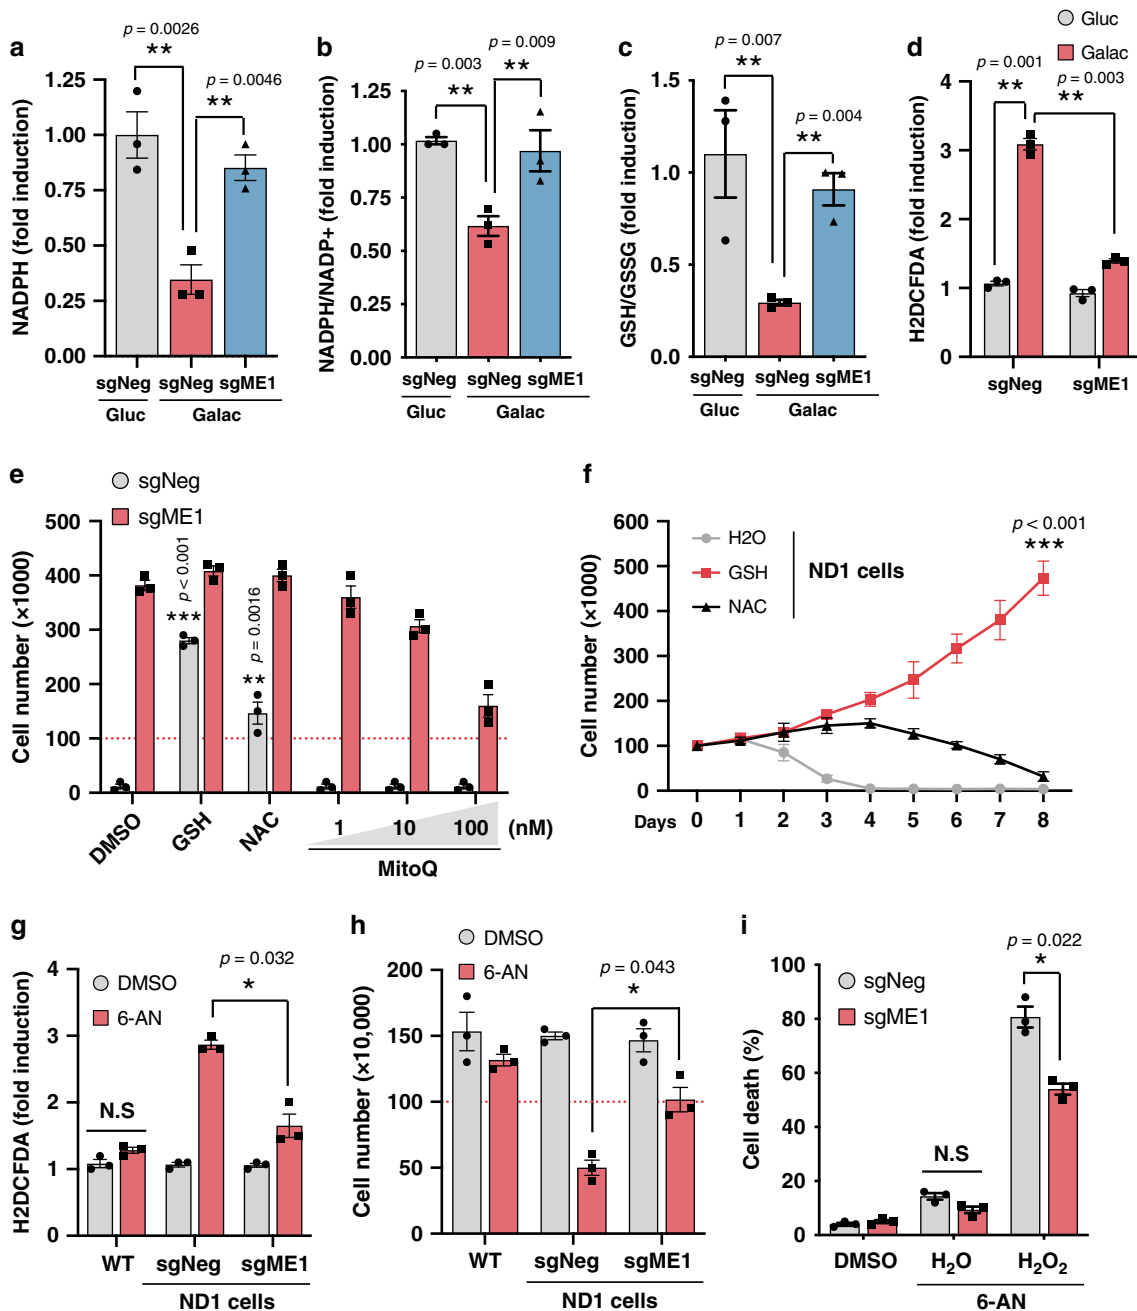 a
p = 0.0026
**
p = 0.0046
**
NADPH (fold induction)
1.25
1.00
0.75
0.50
0.25
0.00
sgNeg sgNeg sgME1
Gluc Galac
b
p = 0.009
p = 0.003
**
**
NADPH/NADP+ (fold induction)
1.25
1.00
0.75
0.50
0.25
0.00
sgNeg sgNeg sgME1
Gluc Galac
c
p = 0.007
**
p = 0.004
**
GSH/GSSG (fold induction)
1.5
1.0
0.5
0.0
sgNeg sgNeg sgME1
Gluc Galac
d
Gluc
Galac
p = 0.001
p = 0.003
**
**
H2DCFDA (fold induction)
4
3
2
1
0
sgNeg sgME1
e
sgNeg
sgME1
Cell number (×1000)
500
400
300
200
100
0
p < 0.001
***
p = 0.0016
**
DMSO
GSH
NAC
1 10 100 (nM)
MitoQ
f
H2O
GSH
NAC
ND1 cells
p < 0.001
***
Cell number (×1000)
600
500
400
300
200
100
0
Days 0 1 2 3 4 5 6 7 8
g
p = 0.032
*
DMSO
6-AN
N.S
H2DCFDA (fold induction)
4
3
2
1
0
WT sgNeg sgME1
ND1 cells
h
DMSO
6-AN
p = 0.043
*
Cell number (×10,000)
200
150
100
50
0
WT sgNeg sgME1
ND1 cells
i
p = 0.022
*
sgNeg
sgME1
N.S
Cell death (%)
100
80
60
40
20
0
DMSO H₂O H₂O₂
6-AN